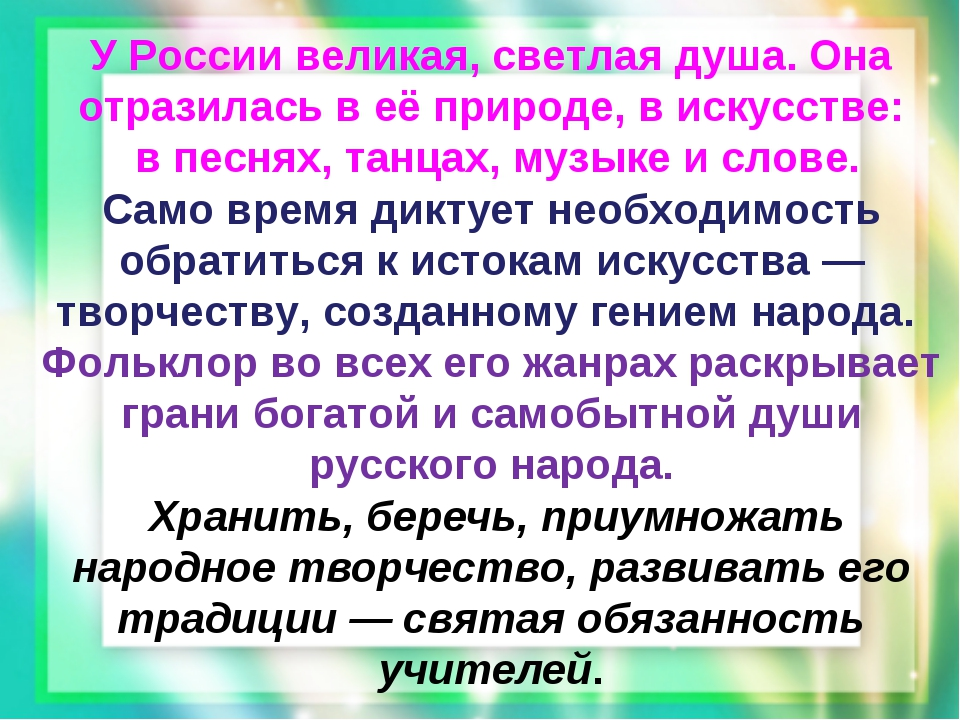 У России великая, светлая душа. Она
отразилась в её природе, в искусстве:
в песнях, танцах, музыке и слове.
Само время диктует необходимость
обратиться к истокам искусства —
творчеству, созданному гением народа.
Фольклор во всех его жанрах раскрывает
грани богатой и самобытной души
русского народа.
Хранить, беречь, приумножать
народное творчество, развивать его
традиции — святая обязанность
учителей.